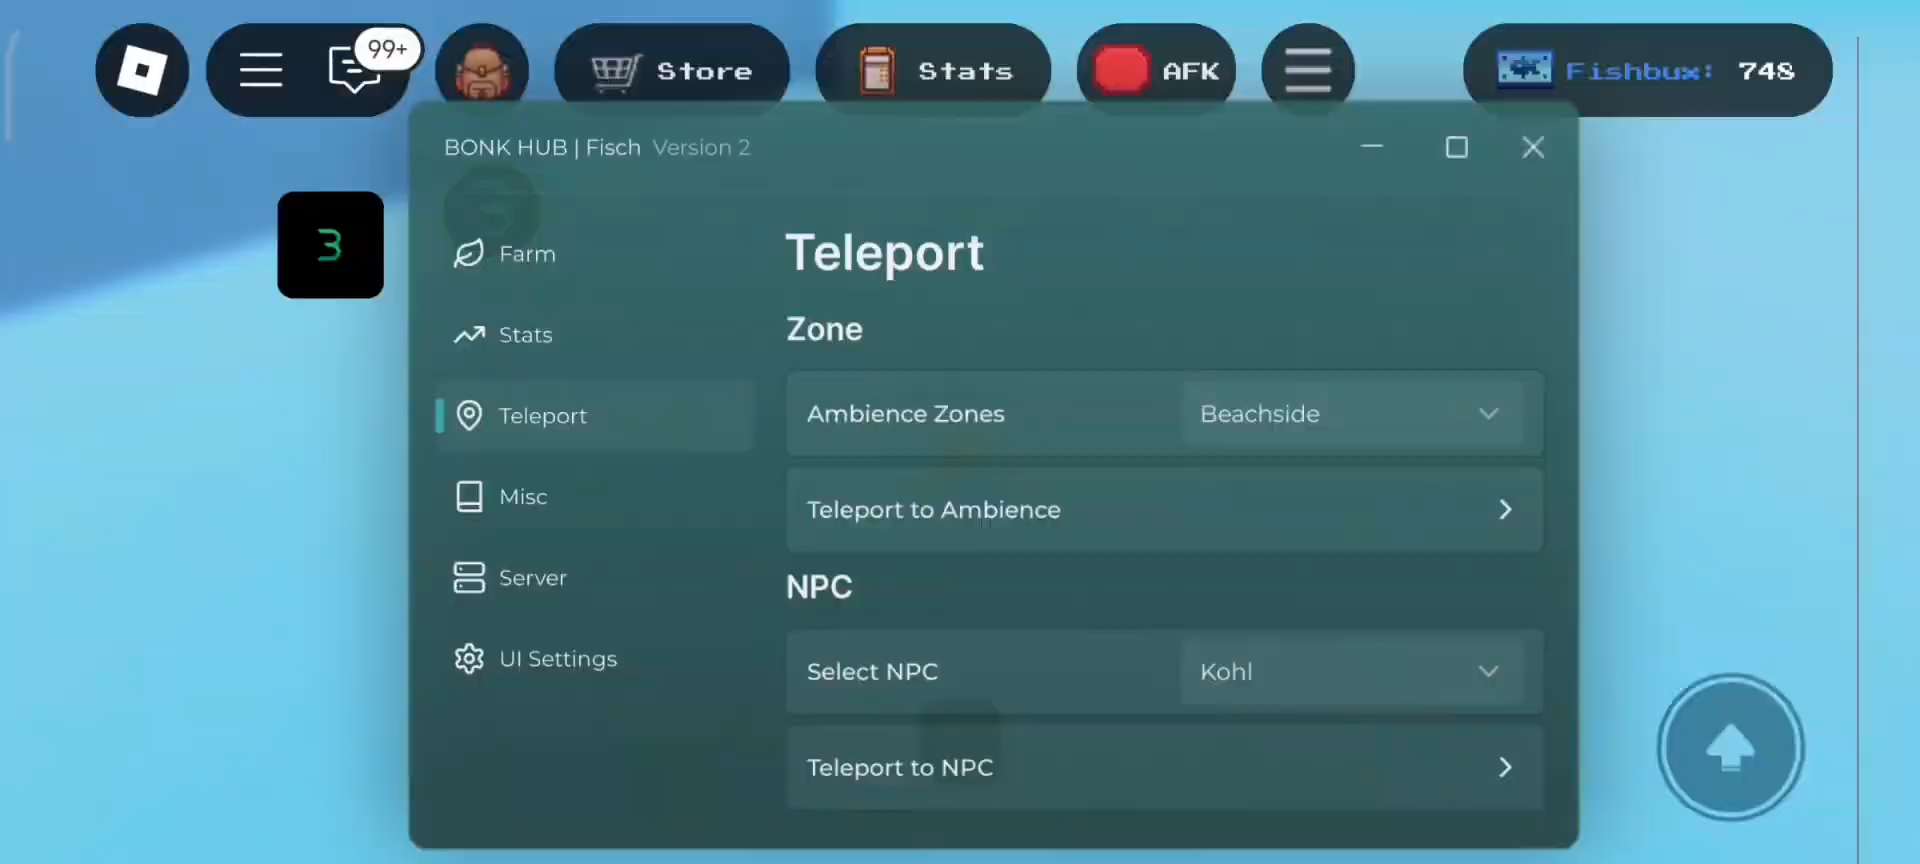 99+
Store
Stats
AFK
Fishbux: 748
BONK HUB | Fisch Version 2
3
Farm
Stats
Teleport
Misc
Server
UI Settings
Teleport
Zone
Ambience Zones
Beachside
Teleport to Ambience
NPC
Select NPC
Kohl
Teleport to NPC